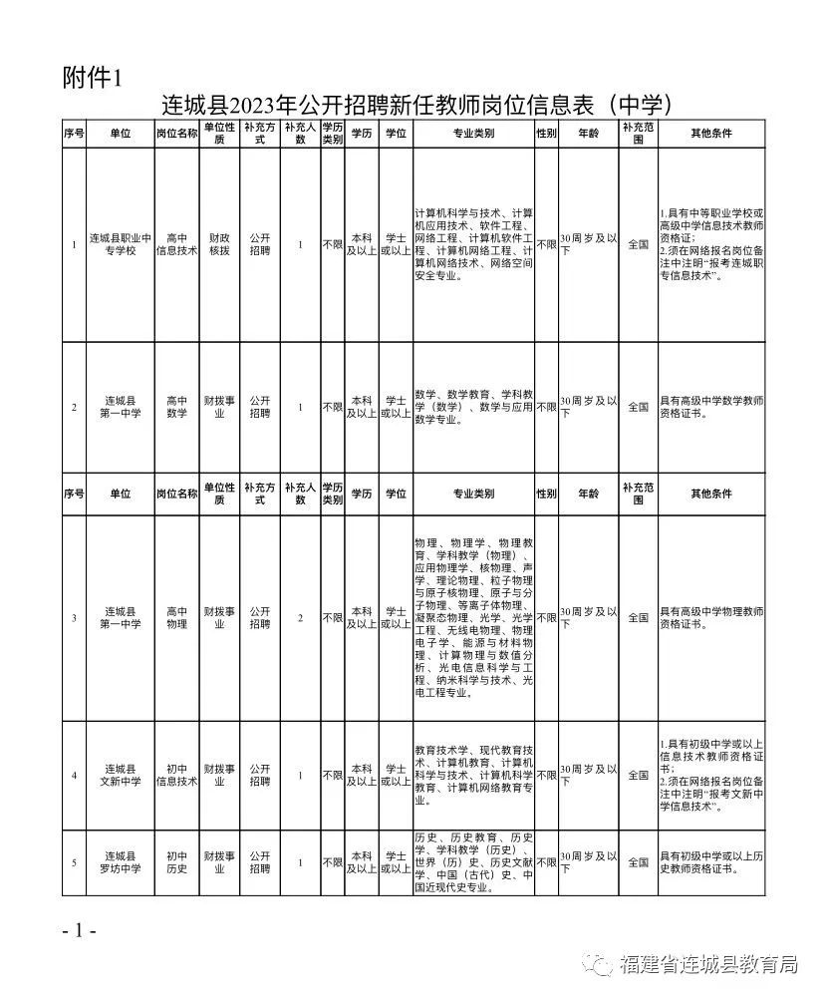 附件1
连城县2023年公开招聘新任教师岗位信息表（中学）
序号 单位 岗位名称 单位性质 补充方式 补充人数 学历类别 学历 学位 专业类别 性别 年龄 补充范围 其他条件
1 连城县职业中专学校 高中信息技术 财政核拨 公开招聘 1 不限 本科及以上 学士或以上 计算机科学与技术、计算机应用技术、软件工程、网络工程、计算机软件工程、计算机网络工程、计算机网络技术、网络空间安全专业。 不限 30周岁及以下 全国 1.具有中等职业学校或高级中学信息技术教师资格证；2.须在网络报名岗位备注中注明“报考连城职专信息技术”。
2 连城县第一中学 高中数学 财拨事业 公开招聘 1 不限 本科及以上 学士或以上 数学、数学教育、学科教学（数学）、数学与应用数学专业。 不限 30周岁及以下 全国 具有高级中学数学教师资格证书。
序号 单位 岗位名称 单位性质 补充方式 补充人数 学历类别 学历 学位 专业类别 性别 年龄 补充范围 其他条件
3 连城县第一中学 高中物理 财拨事业 公开招聘 2 不限 本科及以上 学士或以上 物理、物理学、物理教育、学科教学（物理）、应用物理学、核物理、声学、理论物理、粒子物理与原子核物理、原子与分子物理、等离子体物理、凝聚态物理、光学、光学工程、无线电物理、物理电子学、能源与材料物理、计算物理与数值分析、光电信息科学与工程、纳米科学与技术、光电工程专业。 不限 30周岁及以下 全国 具有高级中学物理教师资格证书。
4 连城县文新中学 初中信息技术 财拨事业 公开招聘 1 不限 本科及以上 学士或以上 教育技术学、现代教育技术、计算机教育、计算机科学与技术、计算机科学教育、计算机网络教育专业。 不限 30周岁及以下 全国 1.具有初级中学或以上信息技术教师资格证书；2.须在网络报名岗位备注中注明“报考文新中学信息技术”。
5 连城县罗坊中学 初中历史 财拨事业 公开招聘 1 不限 本科及以上 学士或以上 历史、历史教育、历史学、学科教学（历史）、世界（历）史、历史文献学、中国（古代）史、中国近现代史专业。 不限 30周岁及以下 全国 具有初级中学或以上历史教师资格证书。
- 1 -
福建省连城县教育局